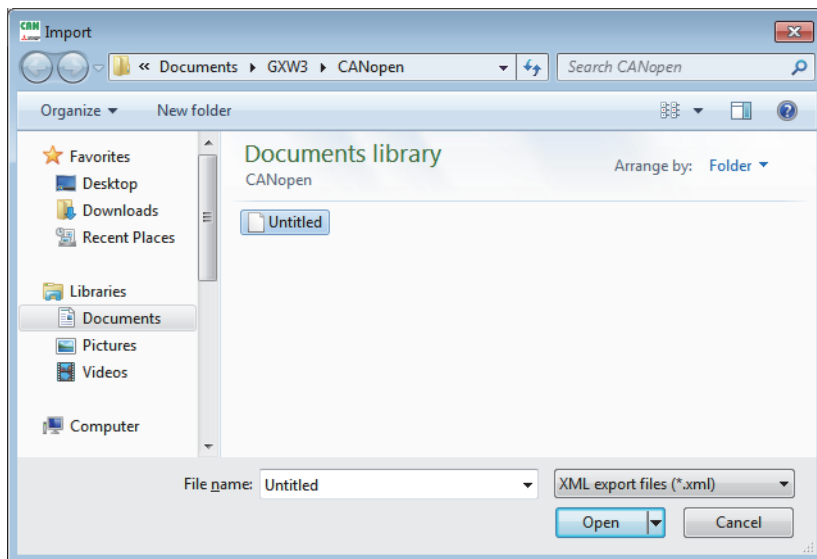 CAN Import
« Documents ▸ GXW3 ▸ CANopen
Search CANopen
Organize ▾ New folder
Favorites
Desktop
Downloads
Recent Places
Libraries
Documents
Pictures
Videos
Computer
Documents library
CANopen
Arrange by: Folder ▾
Untitled
File name: Untitled
XML export files (*.xml)
Open
Cancel